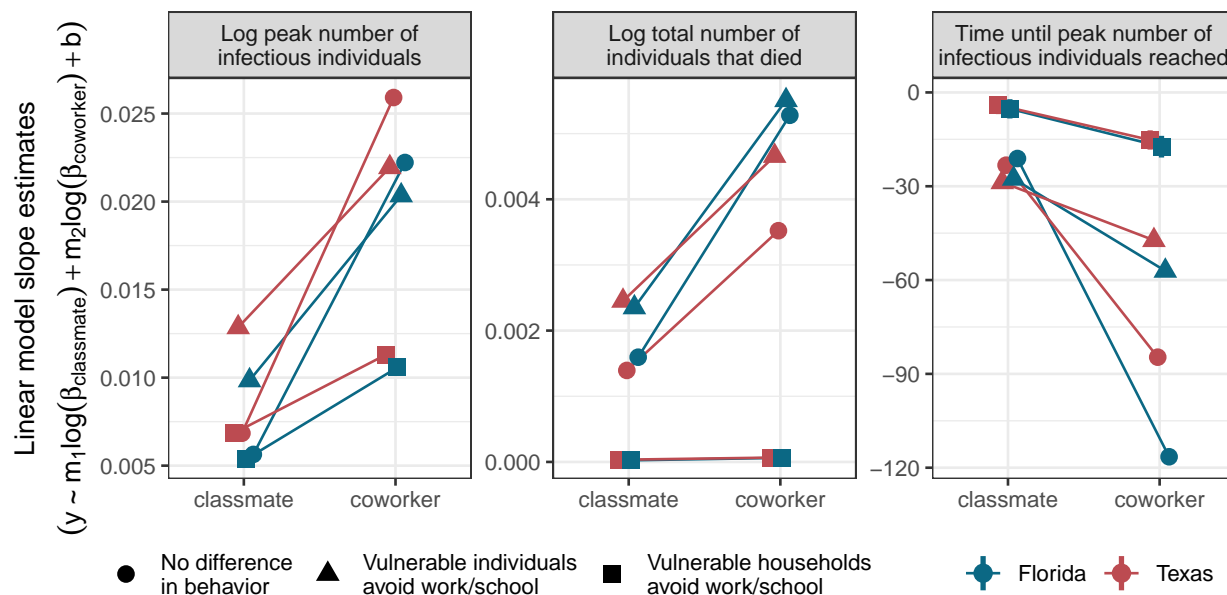 Linear model slope estimates
(y ~ m₁log(βclassmate) + m₂log(βcoworker) + b)
Log peak number of
infectious individuals
0.025
0.020
0.015
0.010
0.005
classmate coworker
Log total number of
individuals that died
0.004
0.002
0.000
classmate coworker
Time until peak number of
infectious individuals reached
0
−30
−60
−90
−120
classmate coworker
No difference
in behavior
Vulnerable individuals
avoid work/school
Vulnerable households
avoid work/school
Florida Texas